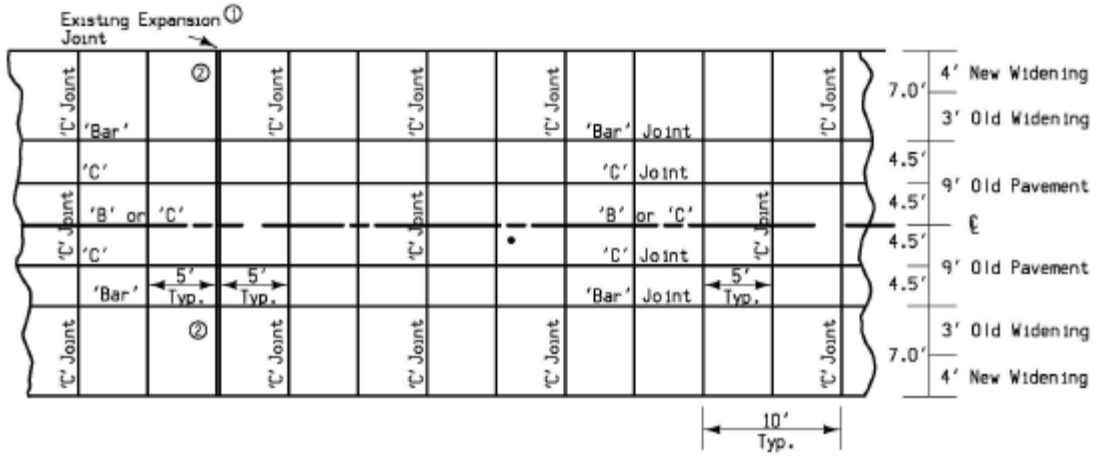 Existing Expansion ①
Joint
②
'C' Joint
'C' Joint
'C' Joint
'C' Joint
'C' Joint
7.0'
4' New Widening
3' Old Widening
'Bar'
'Bar' Joint
'C'
'C' Joint
4.5'
9' Old Pavement
4.5'
'C' Joint
'B' or 'C'
'C' Joint
'B' or 'C'
'C' Joint
℄
'C'
'C' Joint
4.5'
9' Old Pavement
4.5'
'Bar'
5'
Typ.
5'
Typ.
'Bar' Joint
5'
Typ.
②
'C' Joint
'C' Joint
'C' Joint
'C' Joint
'C' Joint
7.0'
3' Old Widening
4' New Widening
10'
Typ.